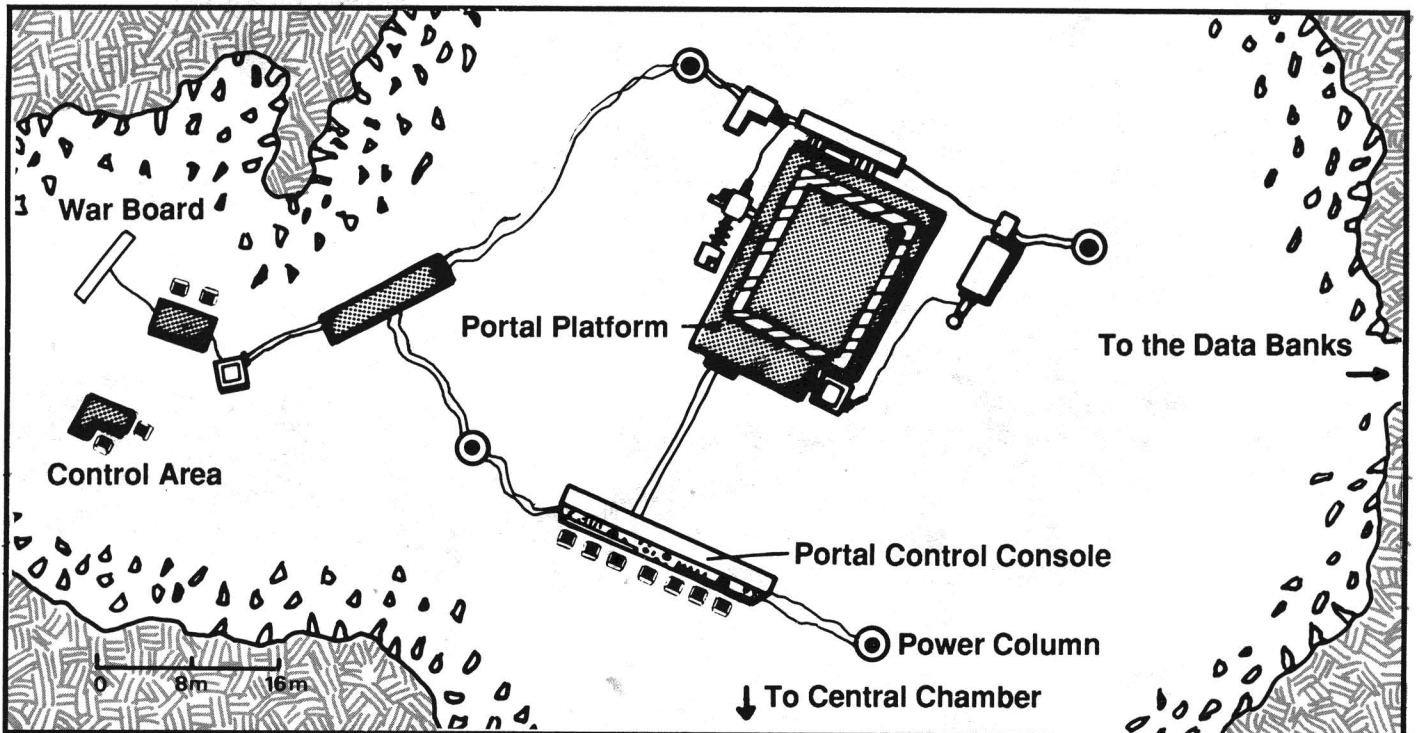 War Board
Portal Platform
To the Data Banks
Control Area
Portal Control Console
Power Column
0 8m 16m
To Central Chamber